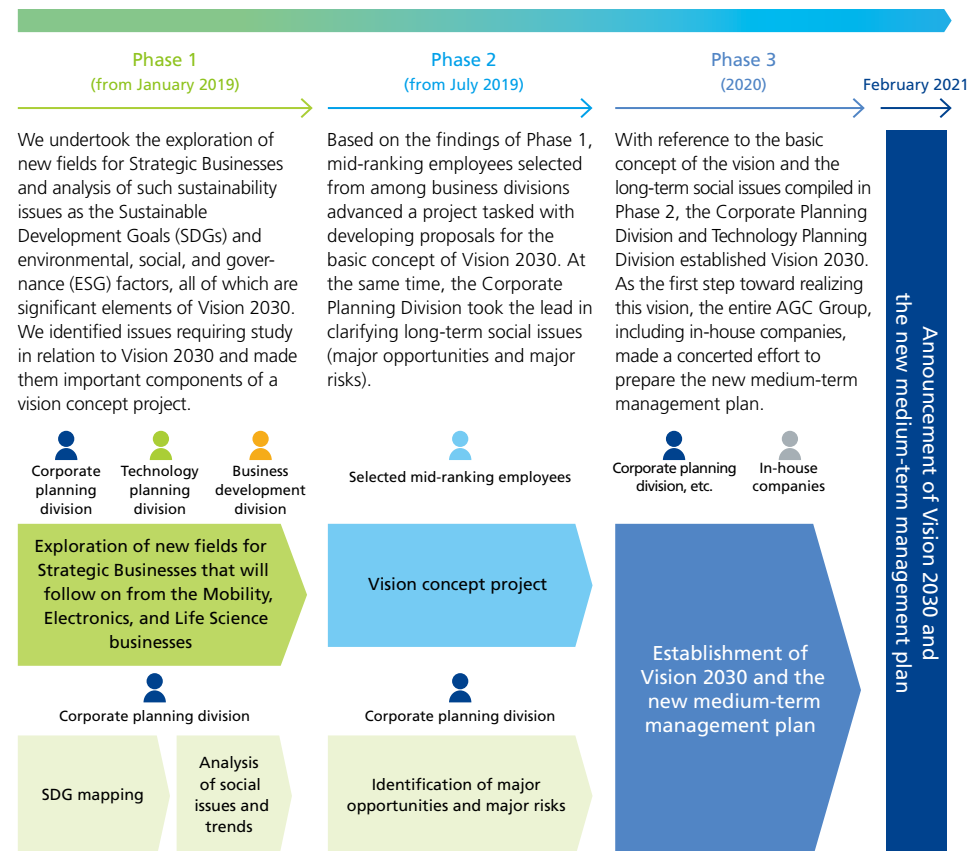 Phase 1
(from January 2019)
Phase 2
(from July 2019)
Phase 3
(2020)
February 2021
We undertook the exploration of
new fields for Strategic Businesses
and analysis of such sustainability
issues as the Sustainable
Development Goals (SDGs) and
environmental, social, and gover-
nance (ESG) factors, all of which are
significant elements of Vision 2030.
We identified issues requiring study
in relation to Vision 2030 and made
them important components of a
vision concept project.
Based on the findings of Phase 1,
mid-ranking employees selected
from among business divisions
advanced a project tasked with
developing proposals for the
basic concept of Vision 2030. At
the same time, the Corporate
Planning Division took the lead in
clarifying long-term social issues
(major opportunities and major
risks).
With reference to the basic
concept of the vision and the
long-term social issues compiled in
Phase 2, the Corporate Planning
Division and Technology Planning
Division established Vision 2030.
As the first step toward realizing
this vision, the entire AGC Group,
including in-house companies,
made a concerted effort to
prepare the new medium-term
management plan.
Announcement of Vision 2030 and
the new medium-term management plan
Corporate
planning
division
Technology
planning
division
Business
development
division
Selected mid-ranking employees
Corporate planning
division, etc.
In-house
companies
Exploration of new fields for
Strategic Businesses that will
follow on from the Mobility,
Electronics, and Life Science
businesses
Vision concept project
Establishment of
Vision 2030 and the
new medium-term
management plan
Corporate planning division
Corporate planning division
SDG mapping
Analysis
of social
issues and
trends
Identification of major
opportunities and major risks